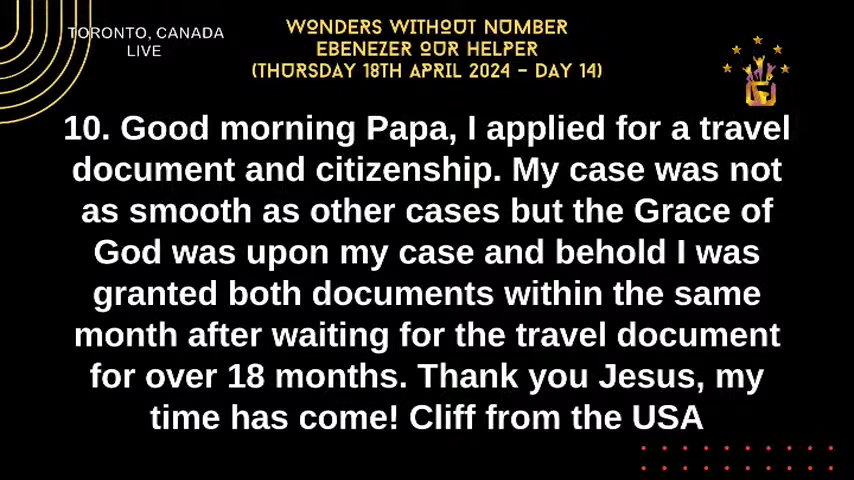 TORONTO, CANADA
LIVE
WONDERS WITHOUT NUMBER
EBENEZER OUR HELPER
(THURSDAY 18TH APRIL 2024 - DAY 14)
10. Good morning Papa, I applied for a travel
document and citizenship. My case was not
as smooth as other cases but the Grace of
God was upon my case and behold I was
granted both documents within the same
month after waiting for the travel document
for over 18 months. Thank you Jesus, my
time has come! Cliff from the USA